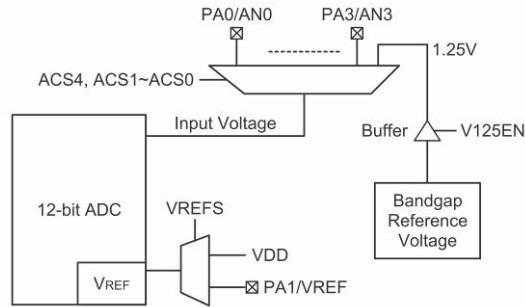 PA0/AN0
PA3/AN3
1.25V
ACS4, ACS1~ACS0
Input Voltage
Buffer
V125EN
12-bit ADC
VREFS
Bandgap
Reference
Voltage
VDD
VREF
PA1/VREF